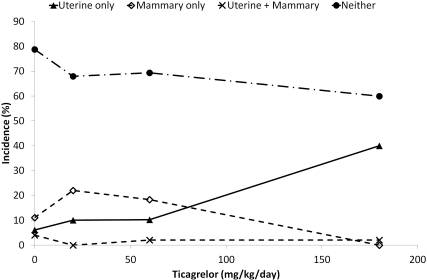 Uterine only Mammary only Uterine + Mammary Neither
90
80
70
60
50
40
30
20
10
0
Incidence (%)
0 50 100 150 200
Ticagrelor (mg/kg/day)